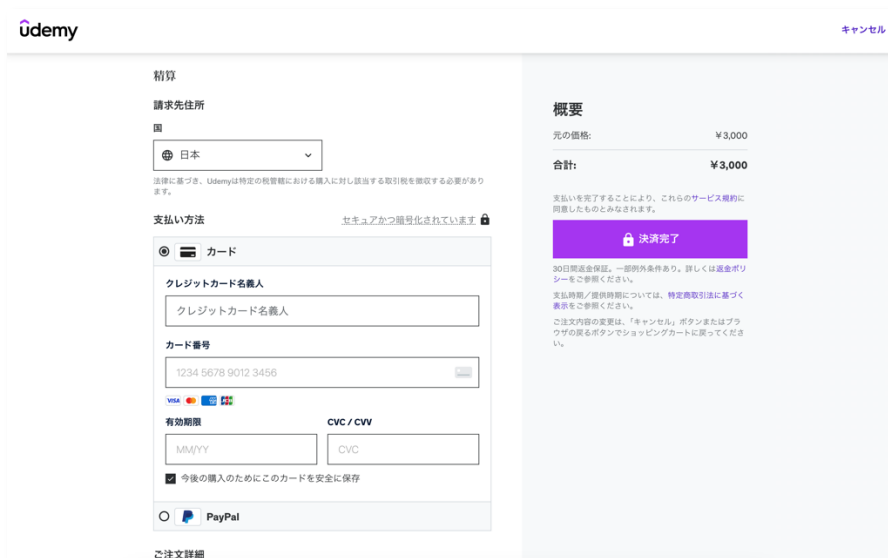 ûdemy
キャンセル
精算
請求先住所
国
日本
法律に基づき、Udemyは特定の税管轄における購入に対し該当する取引税を徴収する必要があり
ます。
支払い方法
セキュアかつ暗号化されています
カード
クレジットカード名義人
クレジットカード名義人
カード番号
1234 5678 9012 3456
VISA
JCB
有効期限
CVC / CVV
MM/YY
CVC
今後の購入のためにこのカードを安全に保存
PayPal
ご注文詳細
概要
元の価格:
¥3,000
合計:
¥3,000
支払いを完了することにより、これらのサービス規約に
同意したものとみなされます。
決済完了
30日間返金保証。一部例外条件あり。詳しくは返金ポリ
シーをご参照ください。
支払時期／提供時期については、特定商取引法に基づく
表示をご参照ください。
ご注文内容の変更は、「キャンセル」ボタンまたはブラ
ウザの戻るボタンでショッピングカートに戻ってくださ
い。